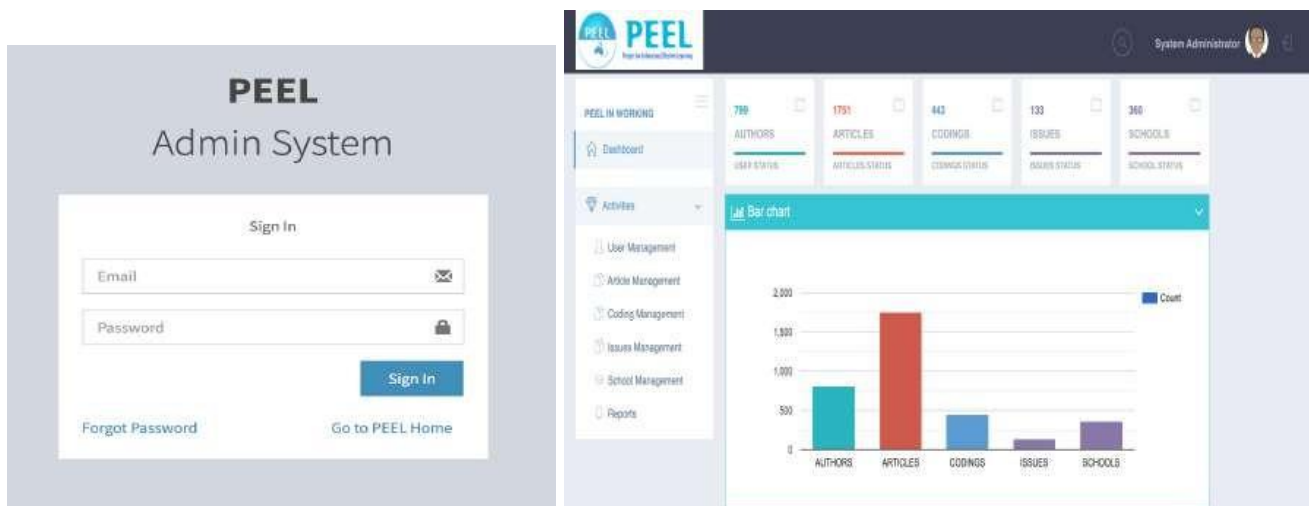 PEEL
Admin System
Sign In
Email
Password
Sign In
Forgot Password Go to PEEL Home
PEEL
PEEL
System Administrator
PEEL IN WORKING
Dashboard
Activities
User Management
Article Management
Coding Management
Issues Management
School Management
Reports
789 1751 443 133 360
AUTHORS ARTICLES CODINGS ISSUES SCHOOLS
USER STATUS ARTICLES STATUS CODINGS STATUS ISSUES STATUS SCHOOL STATUS
Bar chart
Count
2,000
1,500
1,000
500
0
AUTHORS ARTICLES CODINGS ISSUES SCHOOLS